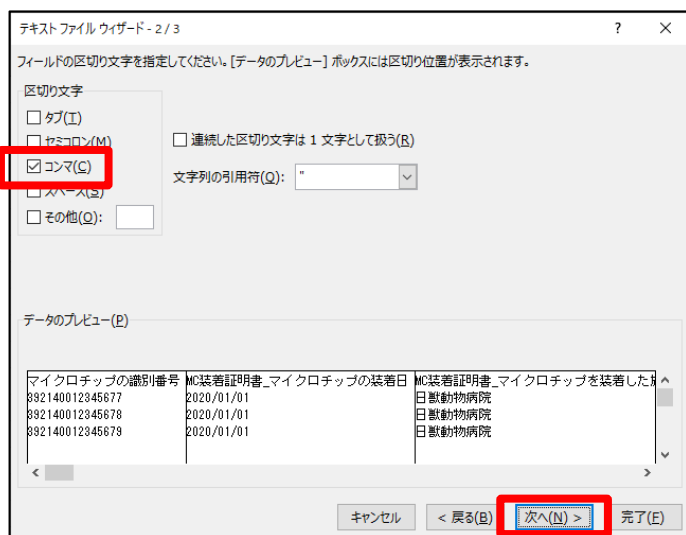 テキスト ファイル ウィザード - 2 / 3
フィールドの区切り文字を指定してください。[データのプレビュー] ボックスには区切り位置が表示されます。
区切り文字
タブ(T)
セミコロン(M)
連続した区切り文字は 1 文字として扱う(R)
コンマ(C)
文字列の引用符(Q): "
スペース(S)
その他(O):
データのプレビュー(P)
マイクロチップの識別番号 MC装着証明書_マイクロチップの装着日 MC装着証明書_マイクロチップを装着した
392140012345677 2020/01/01 日獣動物病院
392140012345678 2020/01/01 日獣動物病院
392140012345679 2020/01/01 日獣動物病院
キャンセル < 戻る(B) 次へ(N) > 完了(F)